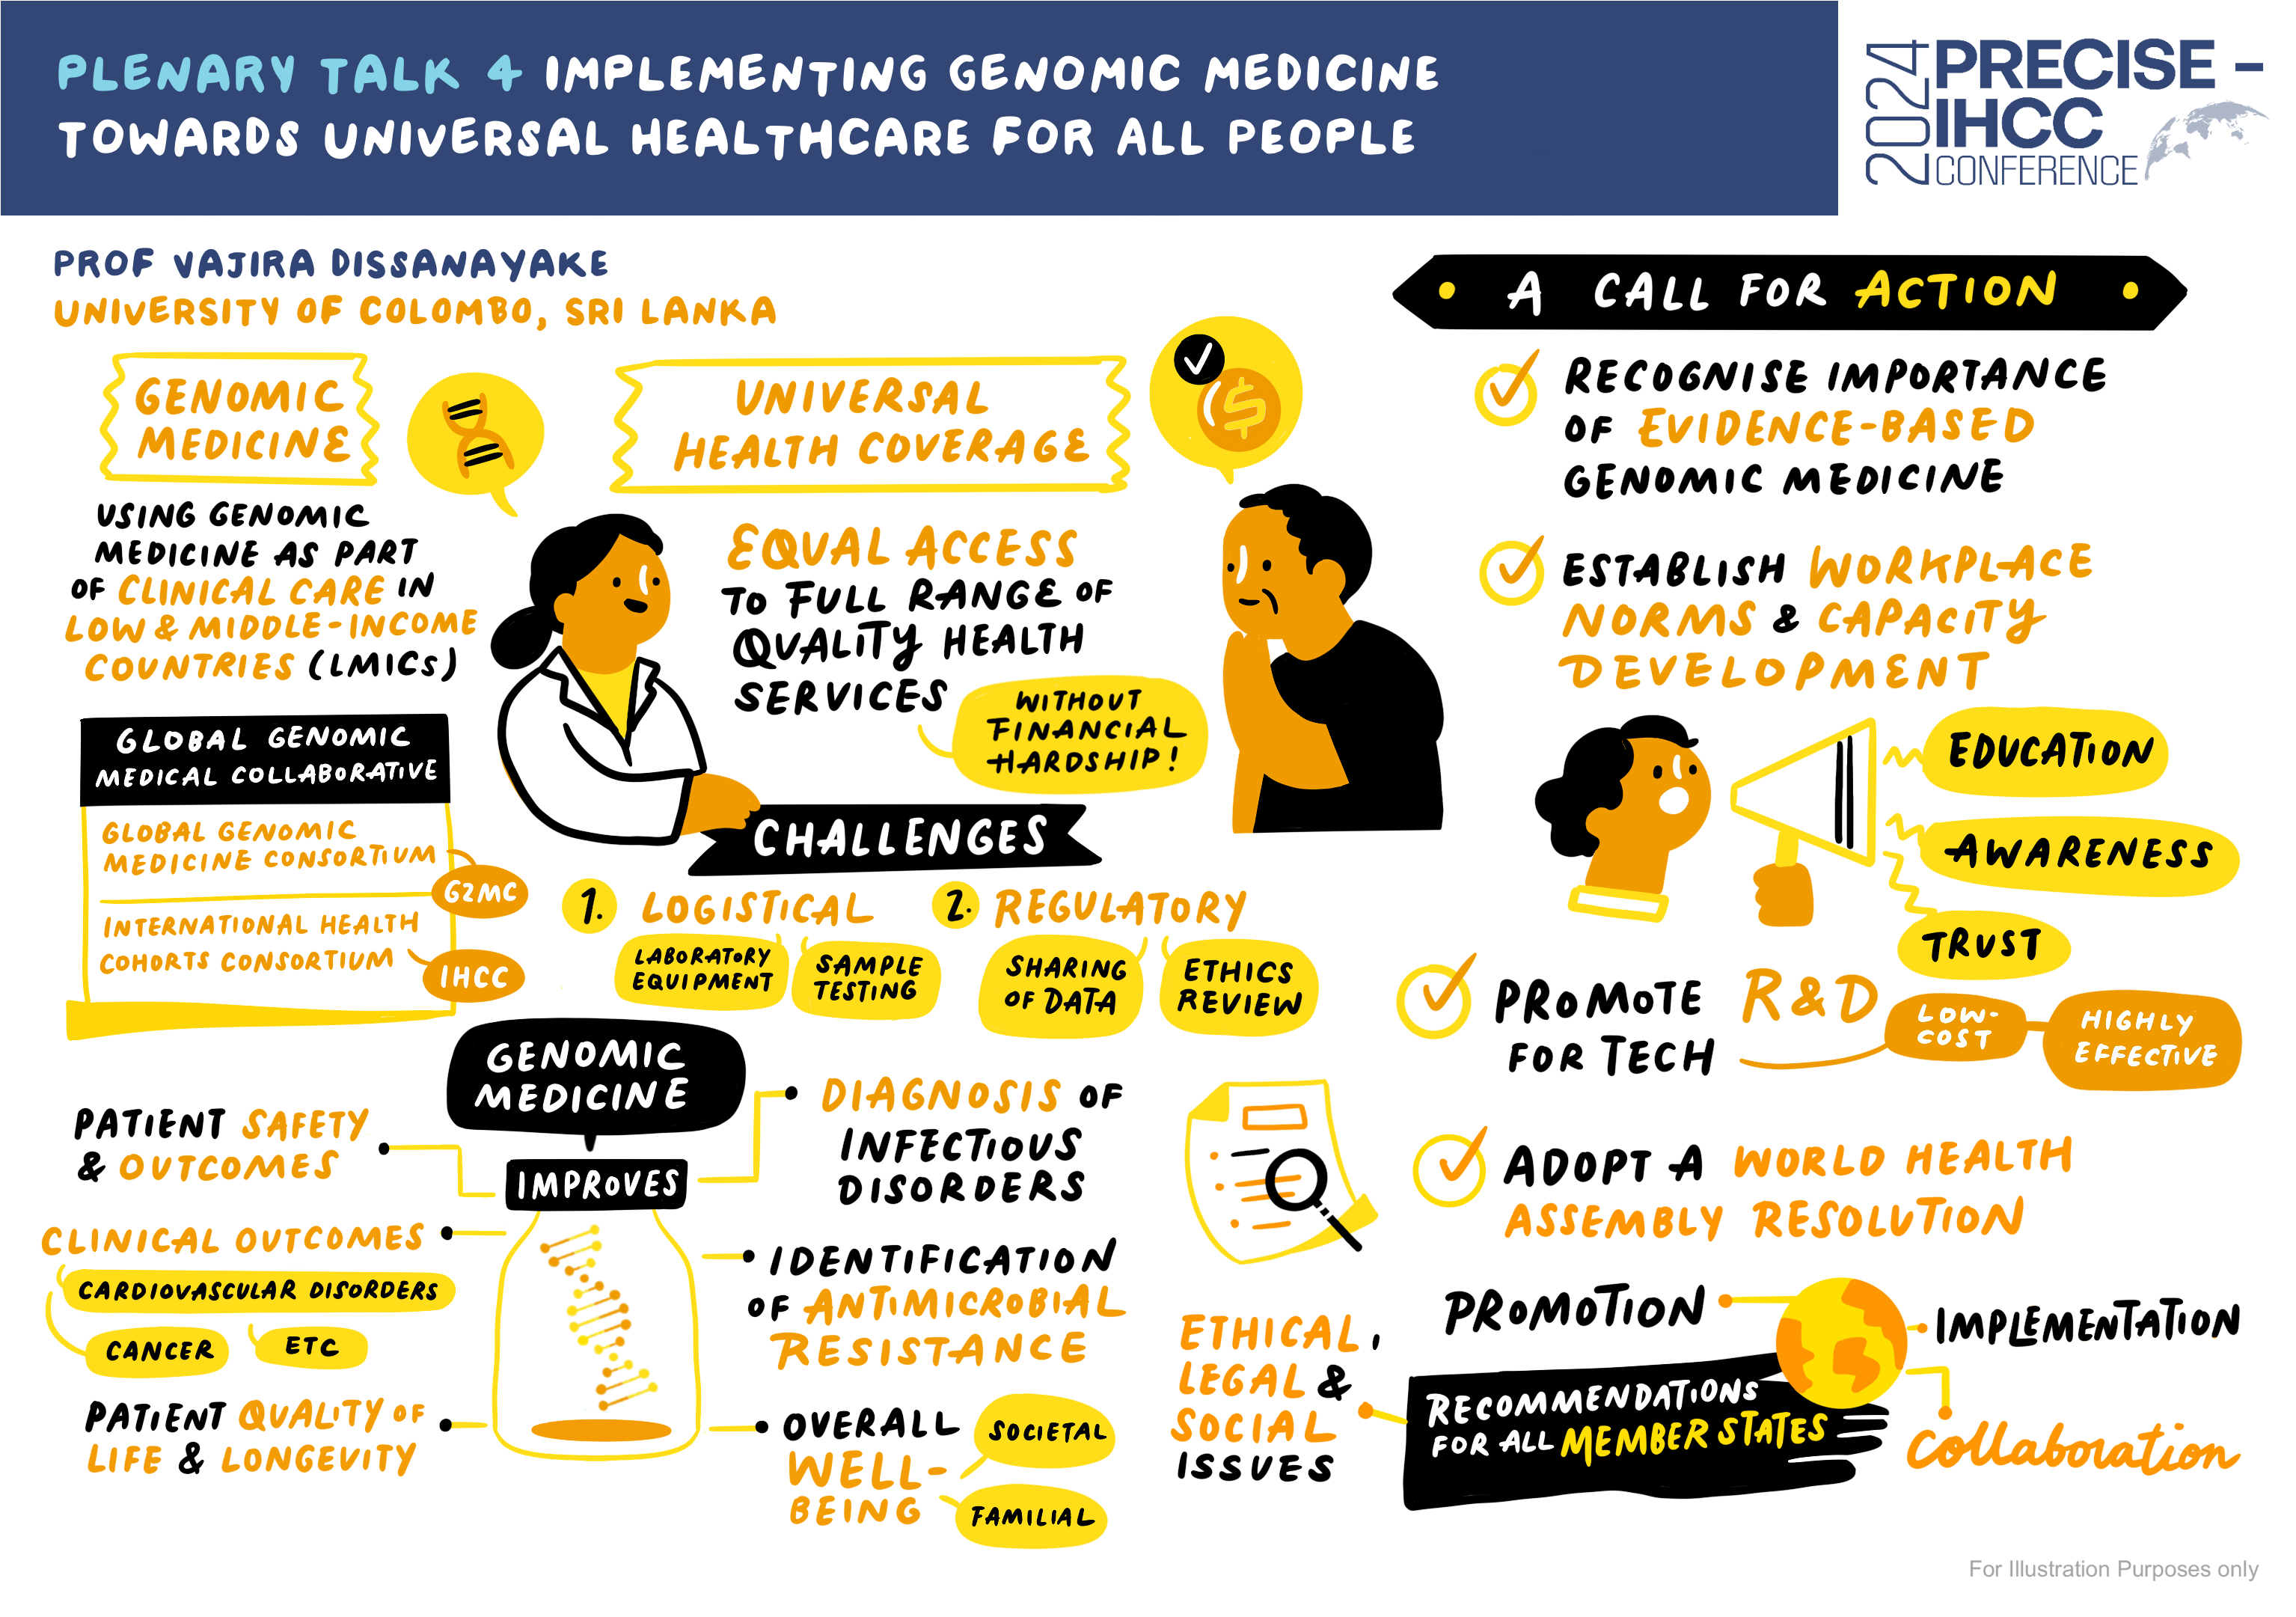 PLENARY TALK 4 IMPLEMENTING GENOMIC MEDICINE
TOWARDS UNIVERSAL HEALTHCARE FOR ALL PEOPLE
2024
PRECISE -
IHCC
CONFERENCE
PROF VAJIRA DISSANAYAKE
UNIVERSITY OF COLOMBO, SRI LANKA
GENOMIC
MEDICINE
USING GENOMIC
MEDICINE AS PART
OF CLINICAL CARE IN
LOW & MIDDLE-INCOME
COUNTRIES (LMICs)
GLOBAL GENOMIC
MEDICAL COLLABORATIVE
GLOBAL GENOMIC
MEDICINE CONSORTIUM
G2MC
INTERNATIONAL HEALTH
COHORTS CONSORTIUM
IHCC
UNIVERSAL
HEALTH COVERAGE
$
EQUAL ACCESS
TO FULL RANGE OF
QUALITY HEALTH
SERVICES
WITHOUT
FINANCIAL
HARDSHIP!
CHALLENGES
1. LOGISTICAL
LABORATORY
EQUIPMENT
SAMPLE
TESTING
2. REGULATORY
SHARING
OF DATA
ETHICS
REVIEW
GENOMIC
MEDICINE
IMPROVES
PATIENT SAFETY
& OUTCOMES
CLINICAL OUTCOMES
CARDIOVASCULAR DISORDERS
CANCER
ETC
PATIENT QUALITY OF
LIFE & LONGEVITY
DIAGNOSIS OF
INFECTIOUS
DISORDERS
IDENTIFICATION
OF ANTIMICROBIAL
RESISTANCE
OVERALL
WELL-
BEING
SOCIETAL
FAMILIAL
A CALL FOR ACTION
RECOGNISE IMPORTANCE
OF EVIDENCE-BASED
GENOMIC MEDICINE
ESTABLISH WORKPLACE
NORMS & CAPACITY
DEVELOPMENT
EDUCATION
AWARENESS
TRUST
PROMOTE R&D
FOR TECH
LOW-
COST
HIGHLY
EFFECTIVE
ADOPT A WORLD HEALTH
ASSEMBLY RESOLUTION
PROMOTION
IMPLEMENTATION
Collaboration
RECOMMENDATIONS
FOR ALL MEMBER STATES
ETHICAL,
LEGAL &
SOCIAL
ISSUES
For Illustration Purposes only